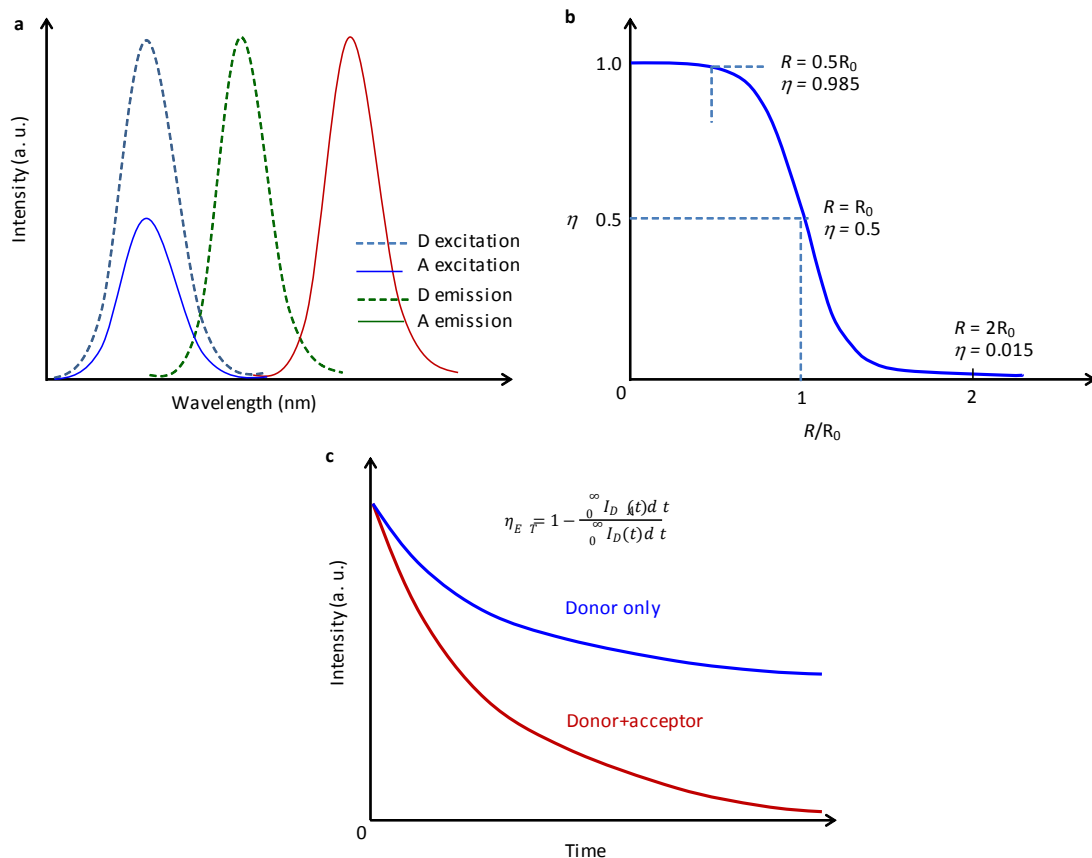 a
Intensity (a. u.)
Wavelength (nm)
D excitation
A excitation
D emission
A emission
b
η
1.0
0.5
0
1
2
R/R₀
R = 0.5R₀
η = 0.985
R = R₀
η = 0.5
R = 2R₀
η = 0.015
c
Intensity (a. u.)
0
Time
Donor only
Donor+acceptor